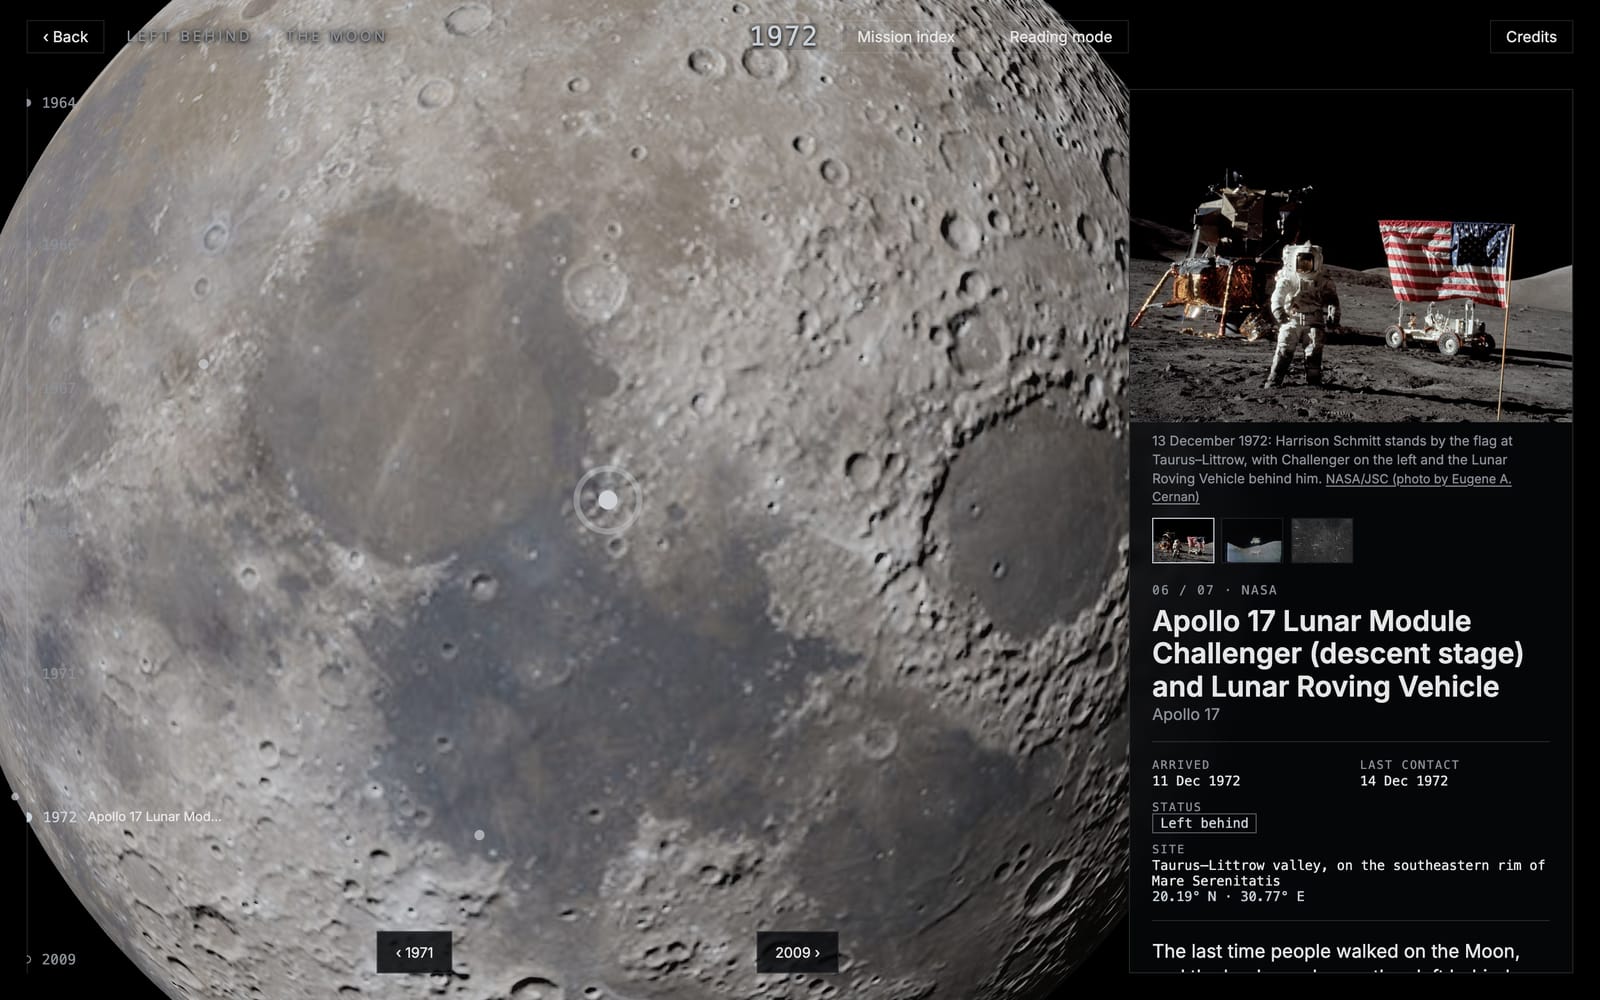 ‹ Back
LEFT BEHIND · THE MOON
1972
Mission index
Reading mode
Credits
1964
1966
1967
1971
1972 Apollo 17 Lunar Mod...
2009
‹ 1971
2009 ›
13 December 1972: Harrison Schmitt stands by the flag at
Taurus–Littrow, with Challenger on the left and the Lunar
Roving Vehicle behind him. NASA/JSC (photo by Eugene A.
Cernan)
06 / 07 · NASA
Apollo 17 Lunar Module
Challenger (descent stage)
and Lunar Roving Vehicle
Apollo 17
ARRIVED
11 Dec 1972
LAST CONTACT
14 Dec 1972
STATUS
Left behind
SITE
Taurus–Littrow valley, on the southeastern rim of
Mare Serenitatis
20.19° N · 30.77° E
The last time people walked on the Moon,